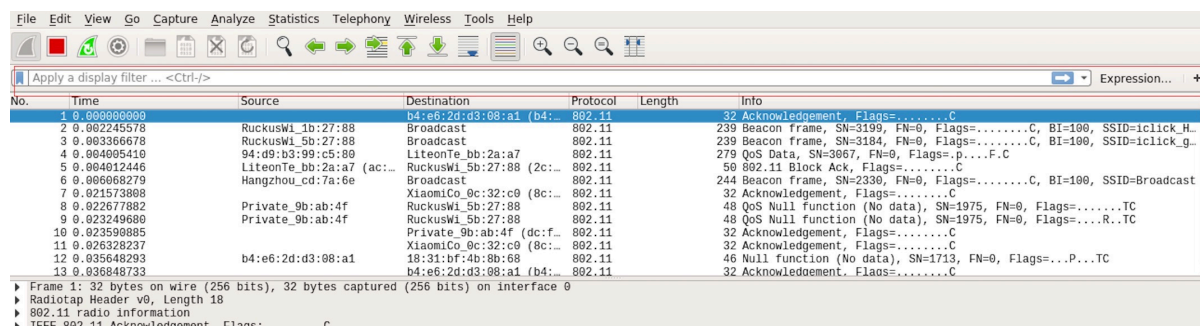 File Edit View Go Capture Analyze Statistics Telephony Wireless Tools Help
Apply a display filter ... <Ctrl-/> Expression... +
No. Time Source Destination Protocol Length Info
1 0.000000000 b4:e6:2d:d3:08:a1 (b4:… 802.11 32 Acknowledgement, Flags=........C
2 0.002245578 RuckusWi_1b:27:88 Broadcast 802.11 239 Beacon frame, SN=3199, FN=0, Flags=........C, BI=100, SSID=iclick_H…
3 0.003366678 RuckusWi_5b:27:88 Broadcast 802.11 239 Beacon frame, SN=3184, FN=0, Flags=........C, BI=100, SSID=iclick_g…
4 0.004005410 94:d9:b3:99:c5:80 LiteonTe_bb:2a:a7 802.11 279 QoS Data, SN=3067, FN=0, Flags=.p....F.C
5 0.004012446 LiteonTe_bb:2a:a7 (ac:… RuckusWi_5b:27:88 (2c:… 802.11 50 802.11 Block Ack, Flags=........C
6 0.006068279 Hangzhou_cd:7a:6e Broadcast 802.11 244 Beacon frame, SN=2330, FN=0, Flags=........C, BI=100, SSID=Broadcast
7 0.021573808 XiaomiCo_0c:32:c0 (8c:… 802.11 32 Acknowledgement, Flags=........C
8 0.022677882 Private_9b:ab:4f RuckusWi_5b:27:88 802.11 48 QoS Null function (No data), SN=1975, FN=0, Flags=.......TC
9 0.023249680 Private_9b:ab:4f RuckusWi_5b:27:88 802.11 48 QoS Null function (No data), SN=1975, FN=0, Flags=....R..TC
10 0.023590885 Private_9b:ab:4f (dc:f… 802.11 32 Acknowledgement, Flags=........C
11 0.026328237 XiaomiCo_0c:32:c0 (8c:… 802.11 32 Acknowledgement, Flags=........C
12 0.035648293 b4:e6:2d:d3:08:a1 18:31:bf:4b:8b:68 802.11 46 Null function (No data), SN=1713, FN=0, Flags=...P...TC
13 0.036848733 b4:e6:2d:d3:08:a1 (b4:… 802.11 32 Acknowledgement, Flags=........C
Frame 1: 32 bytes on wire (256 bits), 32 bytes captured (256 bits) on interface 0
Radiotap Header v0, Length 18
802.11 radio information
IEEE 802.11 Acknowledgement, Flags: ........C